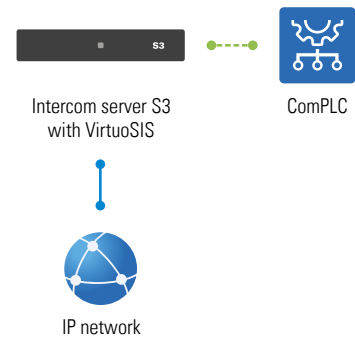 S3
Intercom server S3
with VirtuoSIS
ComPLC
IP network